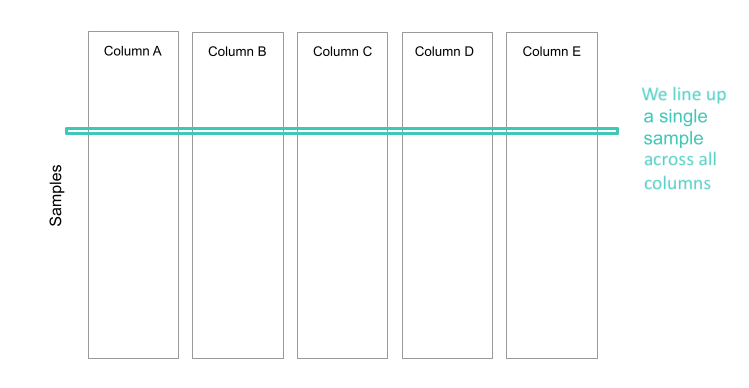 Column A
Column B
Column C
Column D
Column E
Samples
We line up
a single
sample
across all
columns